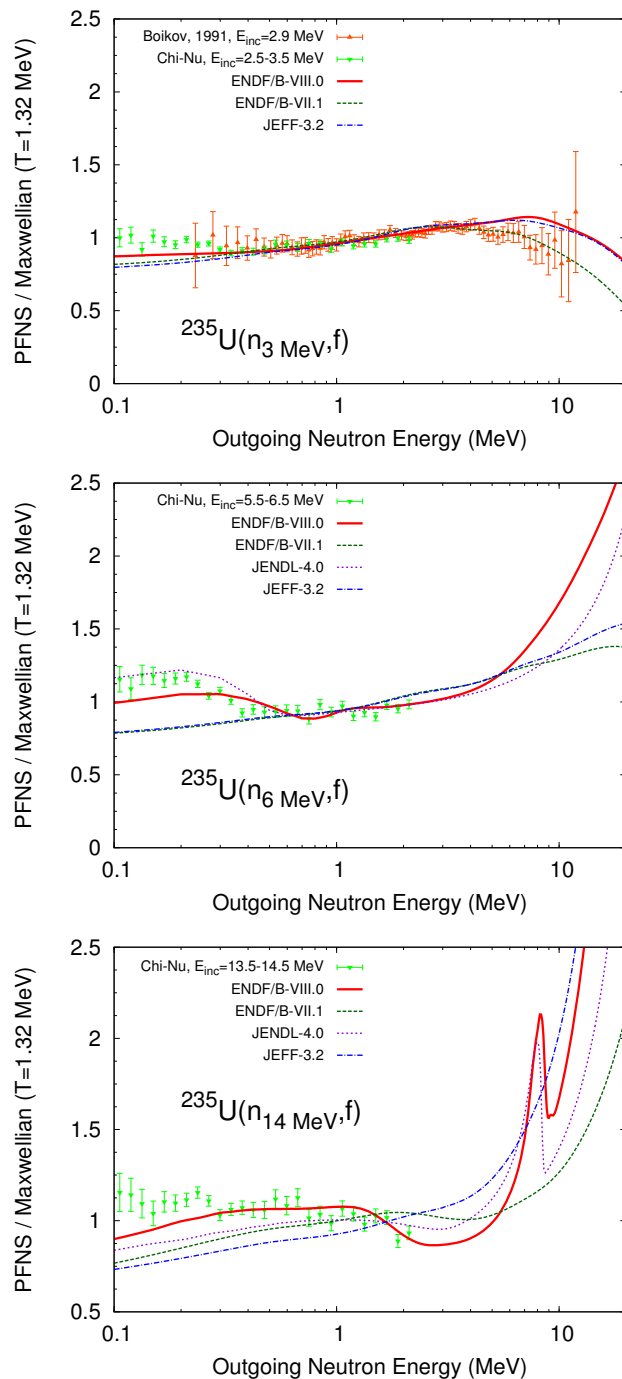 PFNS / Maxwellian (T=1.32 MeV)
2.5
2
1.5
1
0.5
0
Boikov, 1991, Einc=2.9 MeV
Chi-Nu, Einc=2.5-3.5 MeV
ENDF/B-VIII.0
ENDF/B-VII.1
JEFF-3.2
235U(n3 MeV,f)
0.1 1 10
Outgoing Neutron Energy (MeV)
PFNS / Maxwellian (T=1.32 MeV)
2.5
2
1.5
1
0.5
0
Chi-Nu, Einc=5.5-6.5 MeV
ENDF/B-VIII.0
ENDF/B-VII.1
JENDL-4.0
JEFF-3.2
235U(n6 MeV,f)
0.1 1 10
Outgoing Neutron Energy (MeV)
PFNS / Maxwellian (T=1.32 MeV)
2.5
2
1.5
1
0.5
Chi-Nu, Einc=13.5-14.5 MeV
ENDF/B-VIII.0
ENDF/B-VII.1
JENDL-4.0
JEFF-3.2
235U(n14 MeV,f)
0.1 1 10
Outgoing Neutron Energy (MeV)